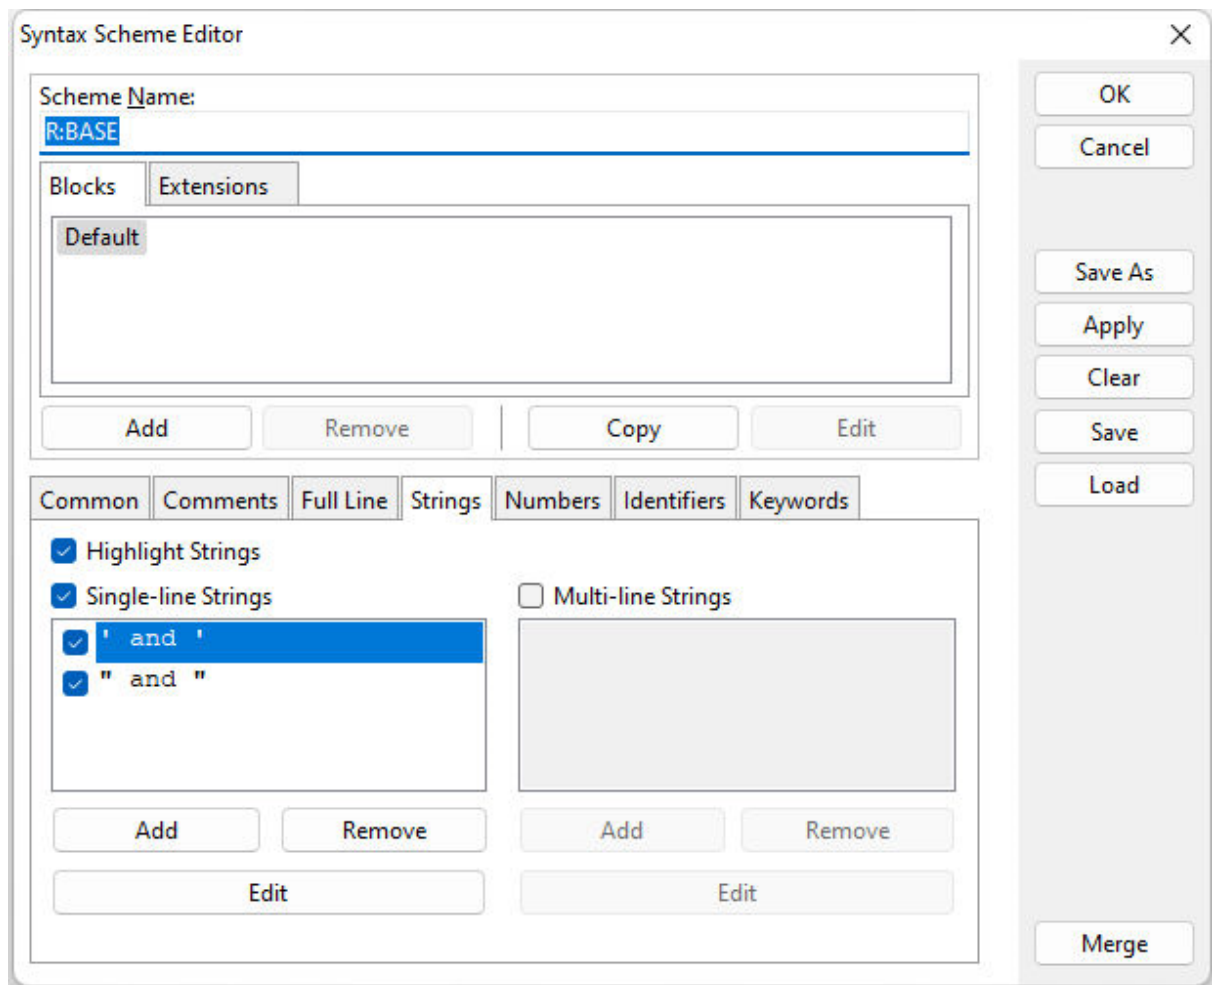 Syntax Scheme Editor
Scheme Name:
R:BASE
Blocks Extensions
Default
Add Remove Copy Edit
Common Comments Full Line Strings Numbers Identifiers Keywords
Highlight Strings
Single-line Strings Multi-line Strings
' and '
" and "
Add Remove Add Remove
Edit Edit
OK
Cancel
Save As
Apply
Clear
Save
Load
Merge